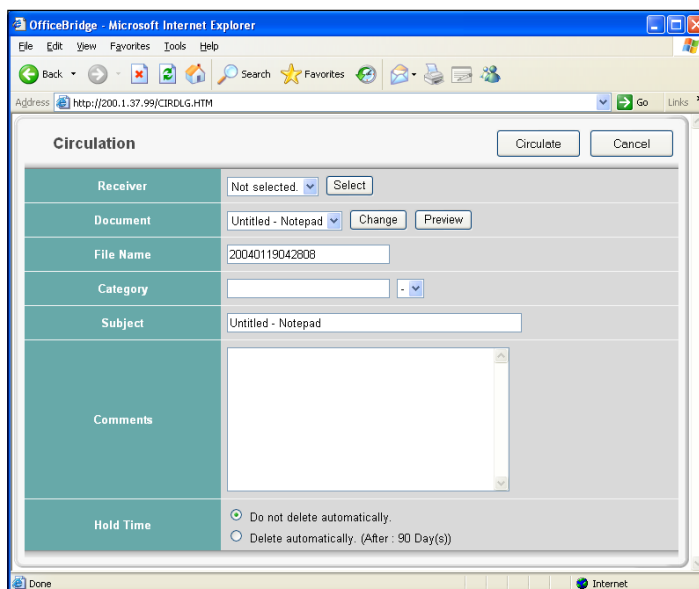 OfficeBridge - Microsoft Internet Explorer
File Edit View Favorites Tools Help
Back Search Favorites
Address http://200.1.37.99/CIRDLG.HTM Go Links
Circulation Circulate Cancel
Receiver Not selected. Select
Document Untitled - Notepad Change Preview
File Name 20040119042808
Category -
Subject Untitled - Notepad
Comments
Hold Time
Do not delete automatically.
Delete automatically. (After : 90 Day(s))
Done Internet